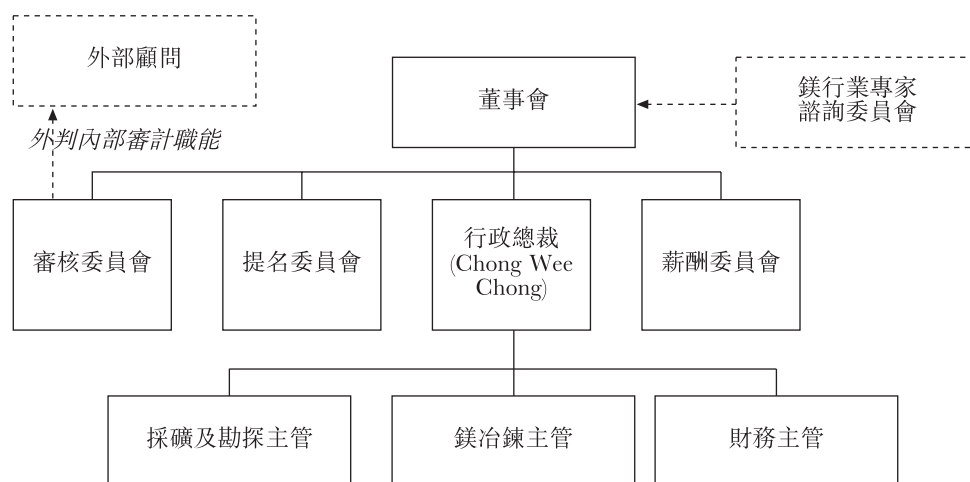 外部顧問
董事會
鎂行業專家
諮詢委員會
外判內部審計職能
審核委員會
提名委員會
行政總裁
(Chong Wee
Chong)
薪酬委員會
採礦及勘探主管
鎂冶鍊主管
財務主管